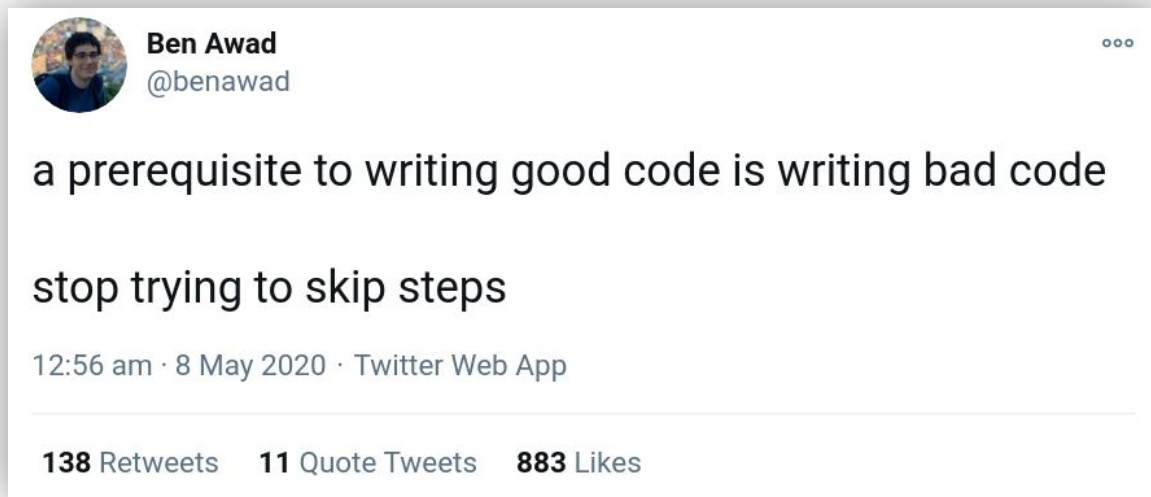 Ben Awad
@benawad
a prerequisite to writing good code is writing bad code
stop trying to skip steps
12:56 am · 8 May 2020 · Twitter Web App
138 Retweets 11 Quote Tweets 883 Likes